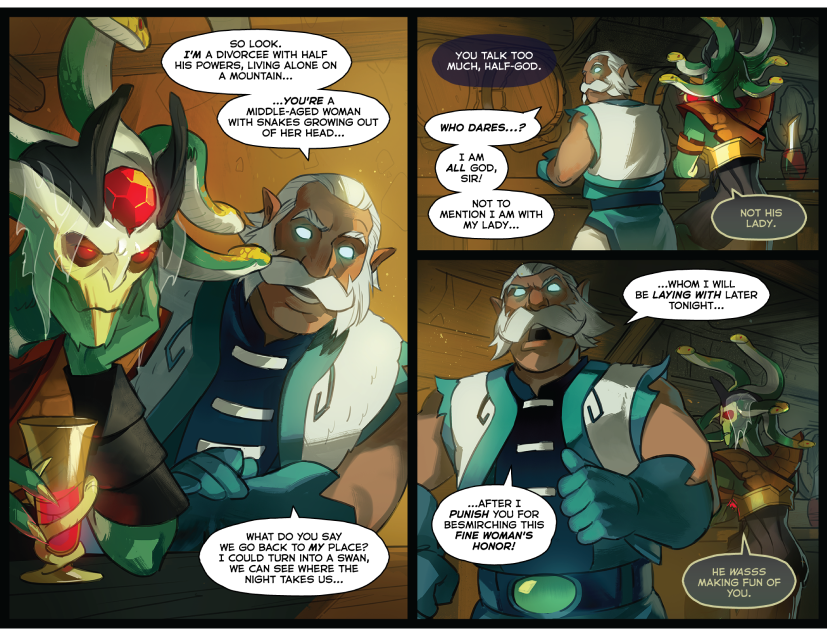 SO LOOK.
I'M A DIVORCEE WITH HALF
HIS POWERS, LIVING ALONE ON
A MOUNTAIN...
...YOU'RE A
MIDDLE-AGED WOMAN
WITH SNAKES GROWING OUT
OF HER HEAD...
WHAT DO YOU SAY
WE GO BACK TO MY PLACE?
I COULD TURN INTO A SWAN,
WE CAN SEE WHERE THE
NIGHT TAKES US...
YOU TALK TOO
MUCH, HALF-GOD.
WHO DARES...?
I AM
ALL GOD,
SIR!
NOT TO
MENTION I AM WITH
MY LADY...
NOT HIS
LADY.
...WHOM I WILL
BE LAYING WITH LATER
TONIGHT...
...AFTER I
PUNISH YOU FOR
BESMIRCHING THIS
FINE WOMAN'S
HONOR!
HE WASSS
MAKING FUN OF
YOU.